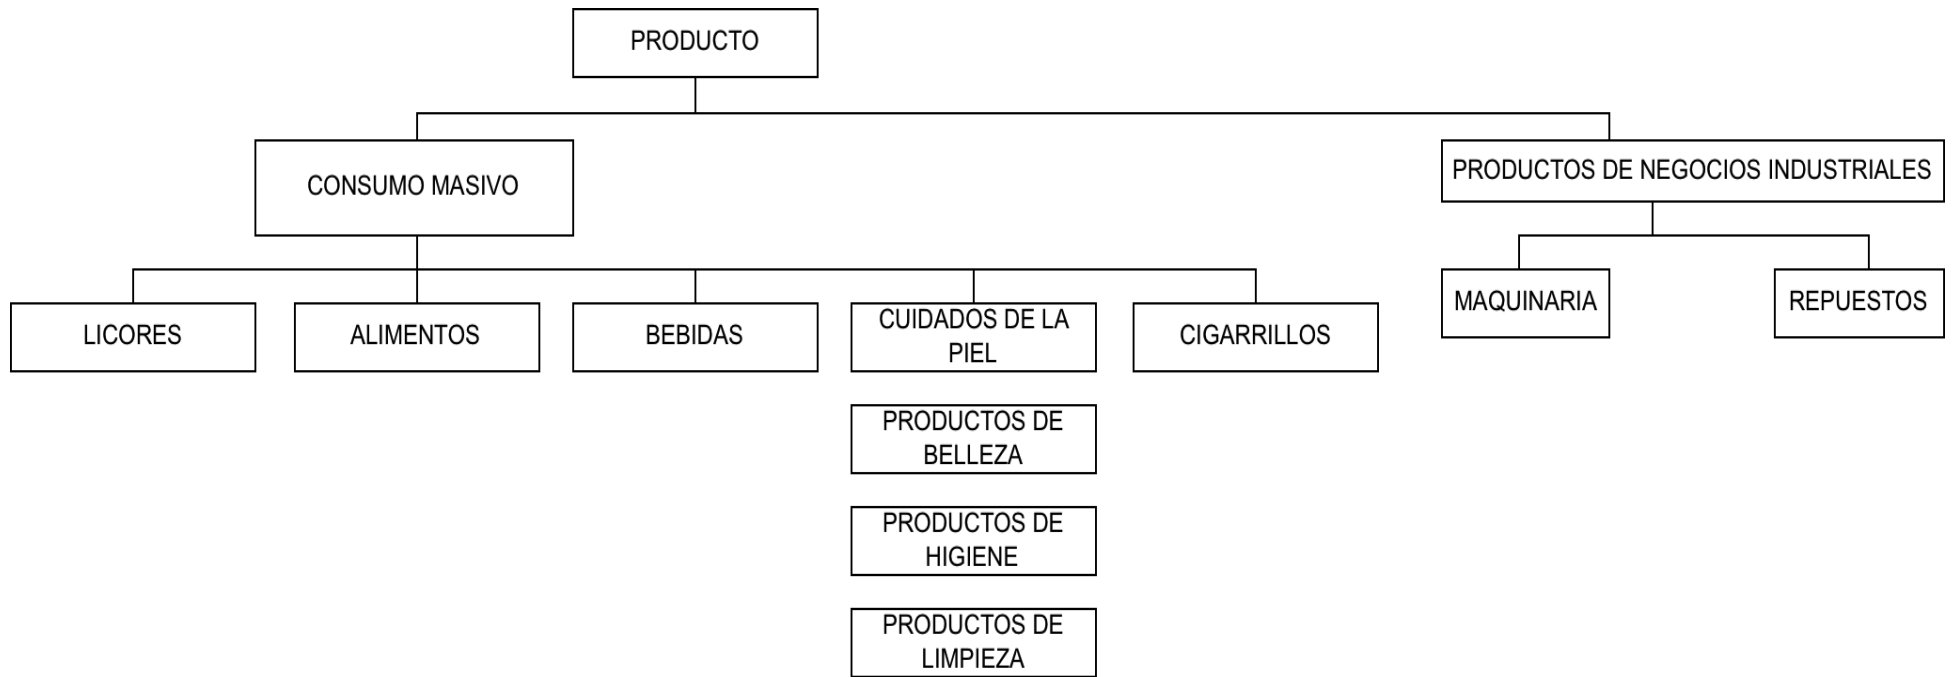 PRODUCTO
CONSUMO MASIVO
PRODUCTOS DE NEGOCIOS INDUSTRIALES
LICORES
ALIMENTOS
BEBIDAS
CUIDADOS DE LA
PIEL
CIGARRILLOS
MAQUINARIA
REPUESTOS
PRODUCTOS DE
BELLEZA
PRODUCTOS DE
HIGIENE
PRODUCTOS DE
LIMPIEZA